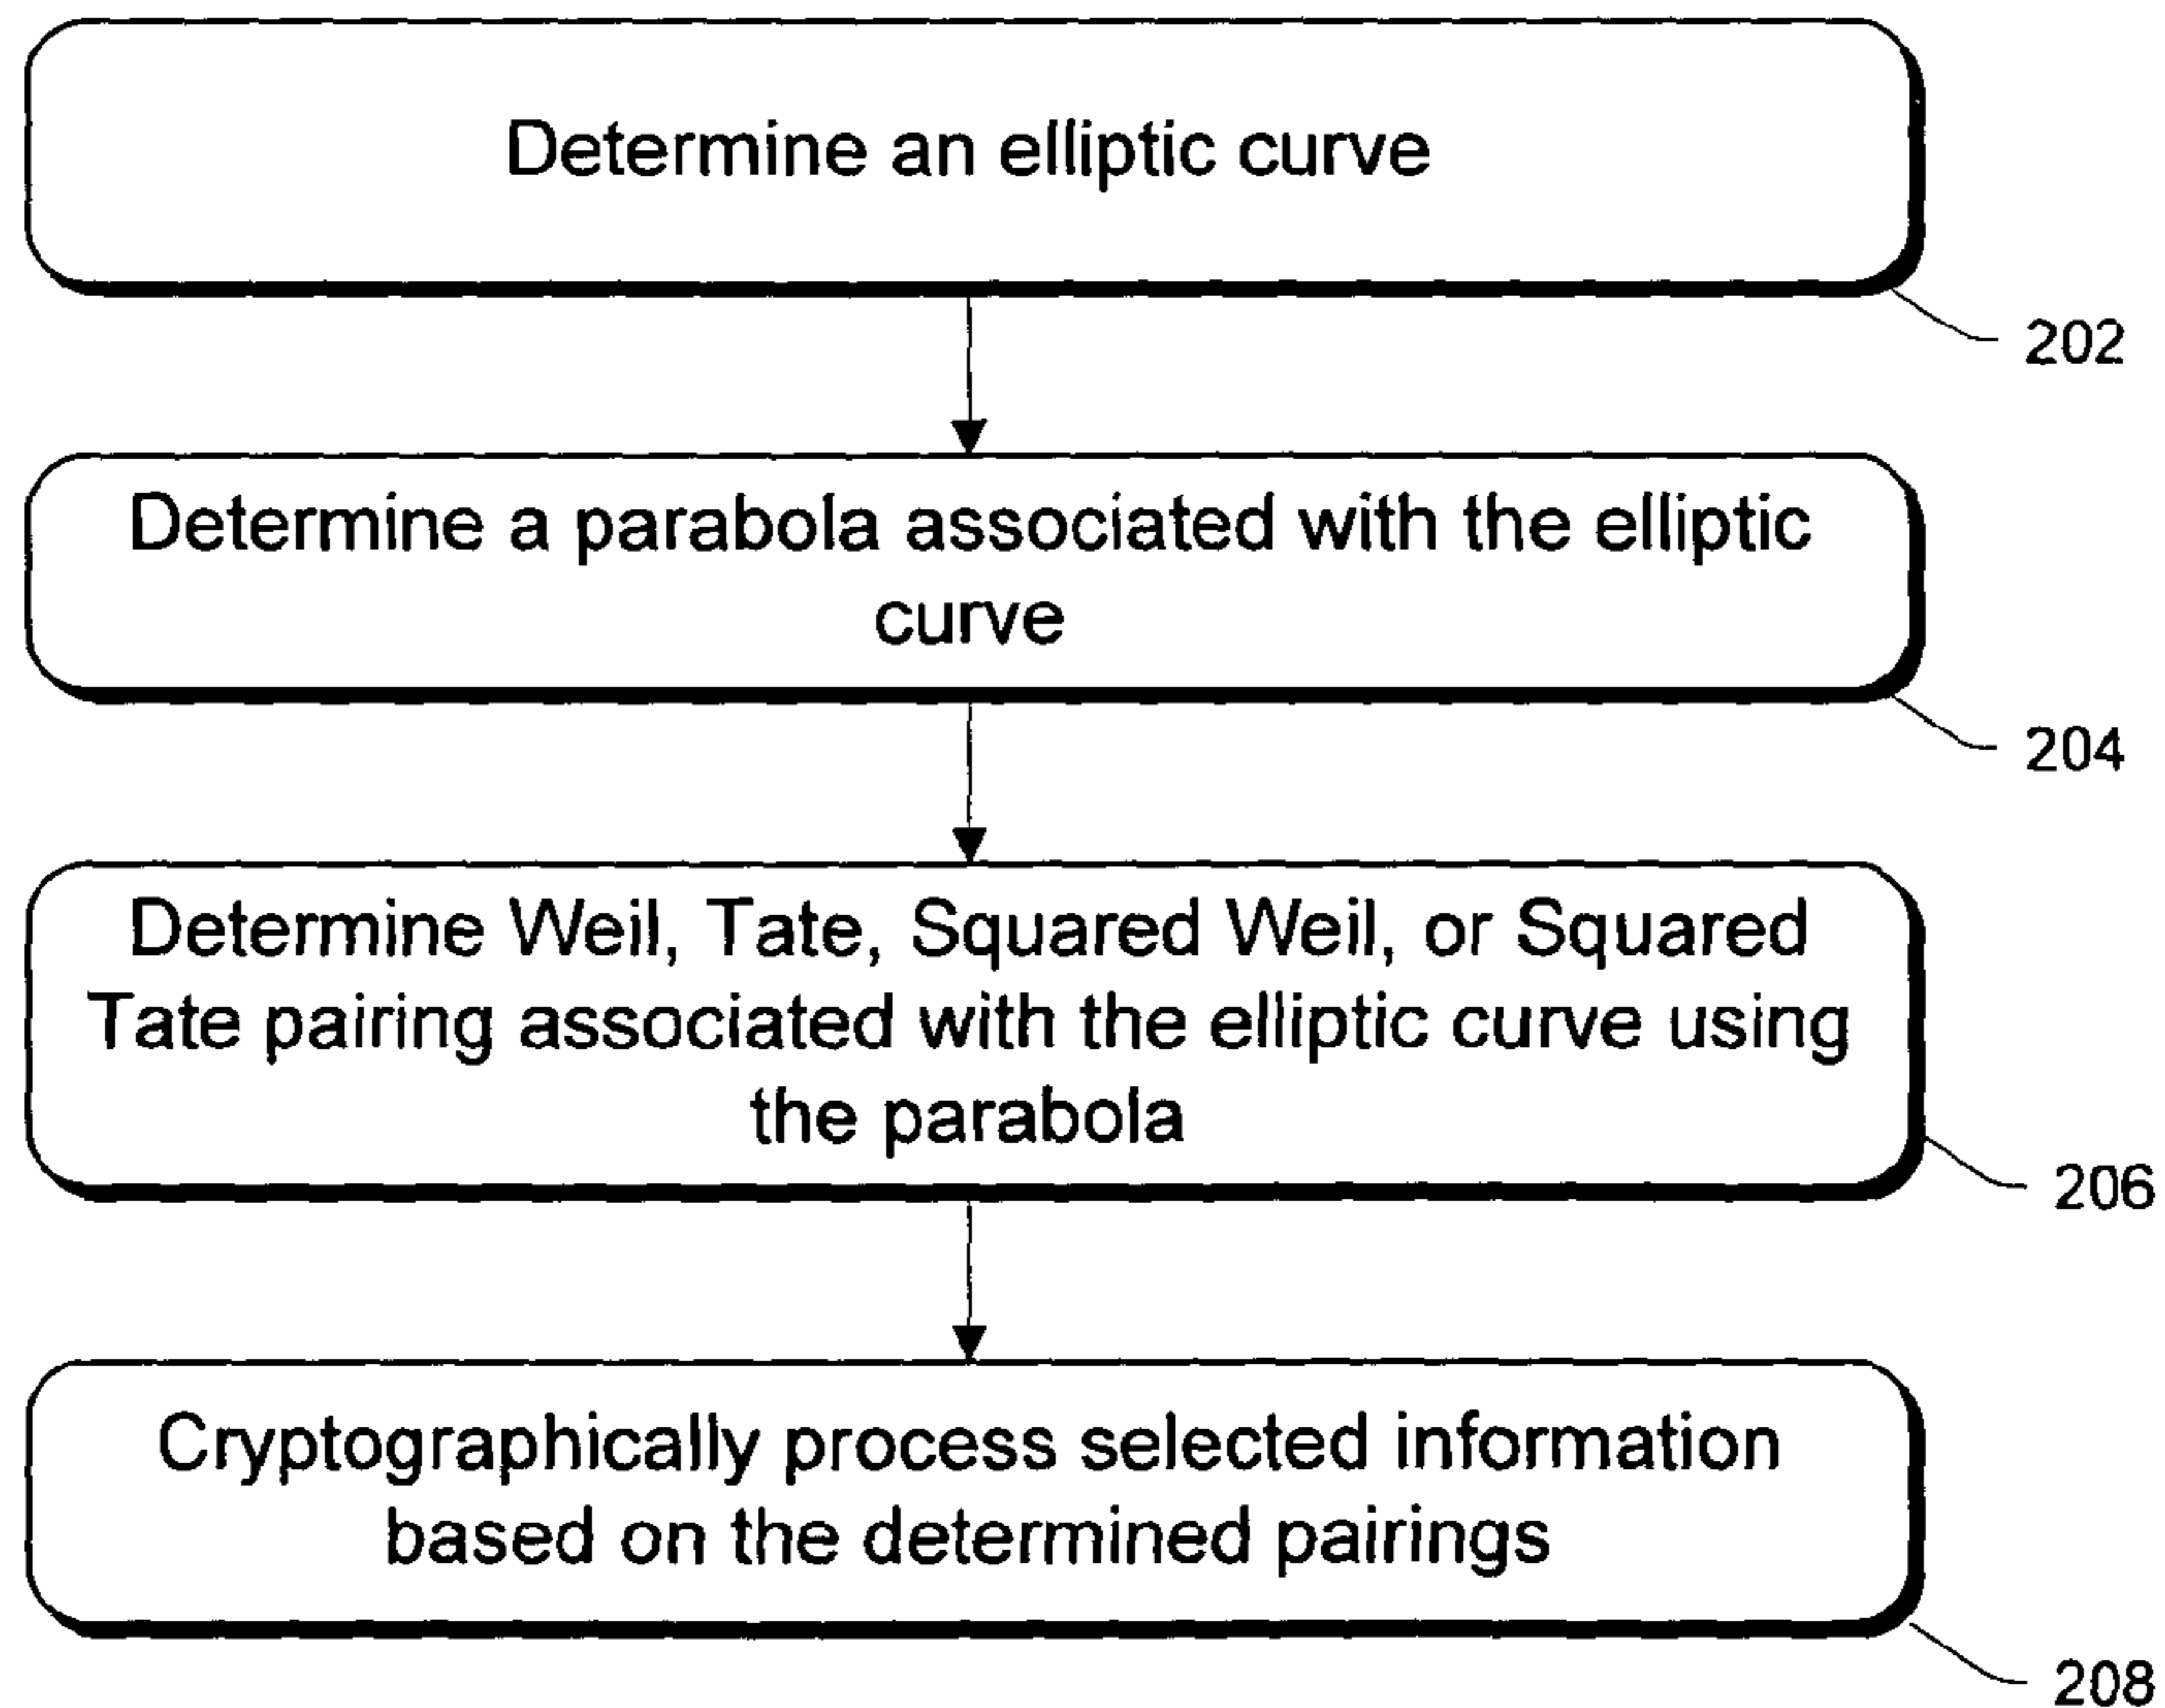 Determine an elliptic curve
202
Determine a parabola associated with the elliptic
curve
204
Determine Weil, Tate, Squared Weil, or Squared
Tate pairing associated with the elliptic curve using
the parabola
206
Cryptographically process selected information
based on the determined pairings
208